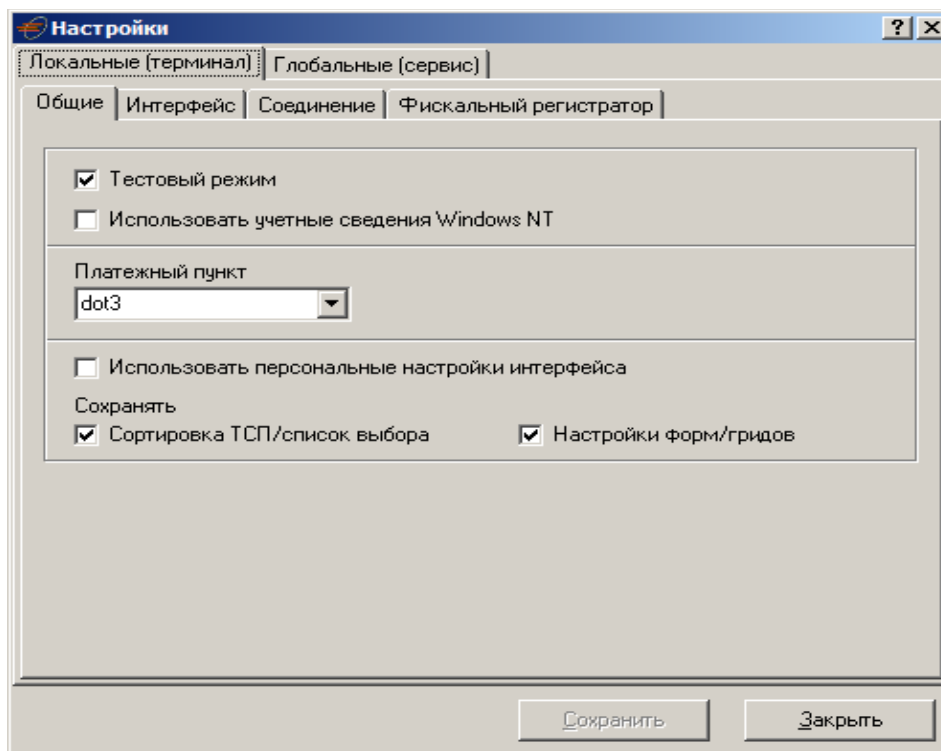 Настройки
Локальные (терминал) Глобальные (сервис)
Общие Интерфейс Соединение Фискальный регистратор
Тестовый режим
Использовать учетные сведения Windows NT
Платежный пункт
dot3
Использовать персональные настройки интерфейса
Сохранять
Сортировка ТСП/список выбора Настройки форм/гридов
Сохранить Закрыть